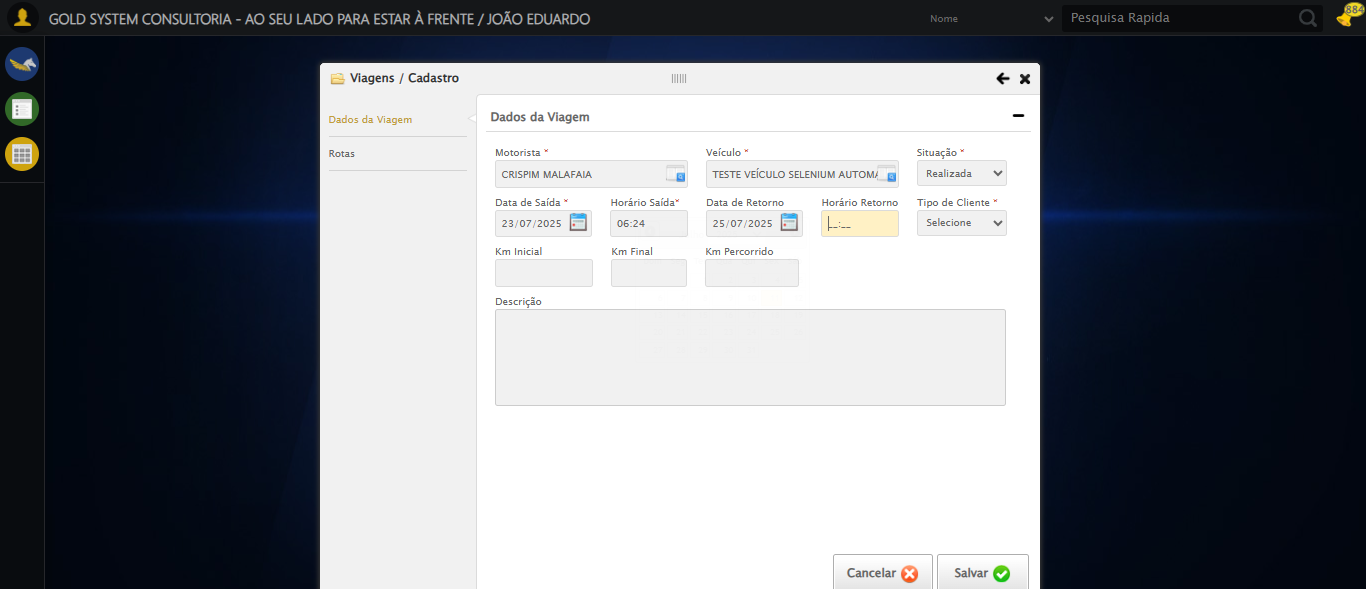 GOLD SYSTEM CONSULTORIA - AO SEU LADO PARA ESTAR À FRENTE / JOÃO EDUARDO
Nome
Pesquisa Rapida
884
Viagens / Cadastro
Dados da Viagem
Rotas
Dados da Viagem
Motorista * Veículo * Situação *
CRISPIM MALAFAIA TESTE VEÍCULO SELENIUM AUTOMA Realizada
Data de Saída * Horário Saída* Data de Retorno Horário Retorno Tipo de Cliente *
23/07/2025 06:24 25/07/2025 __:__ Selecione
Km Inicial Km Final Km Percorrido
Descrição
Cancelar Salvar